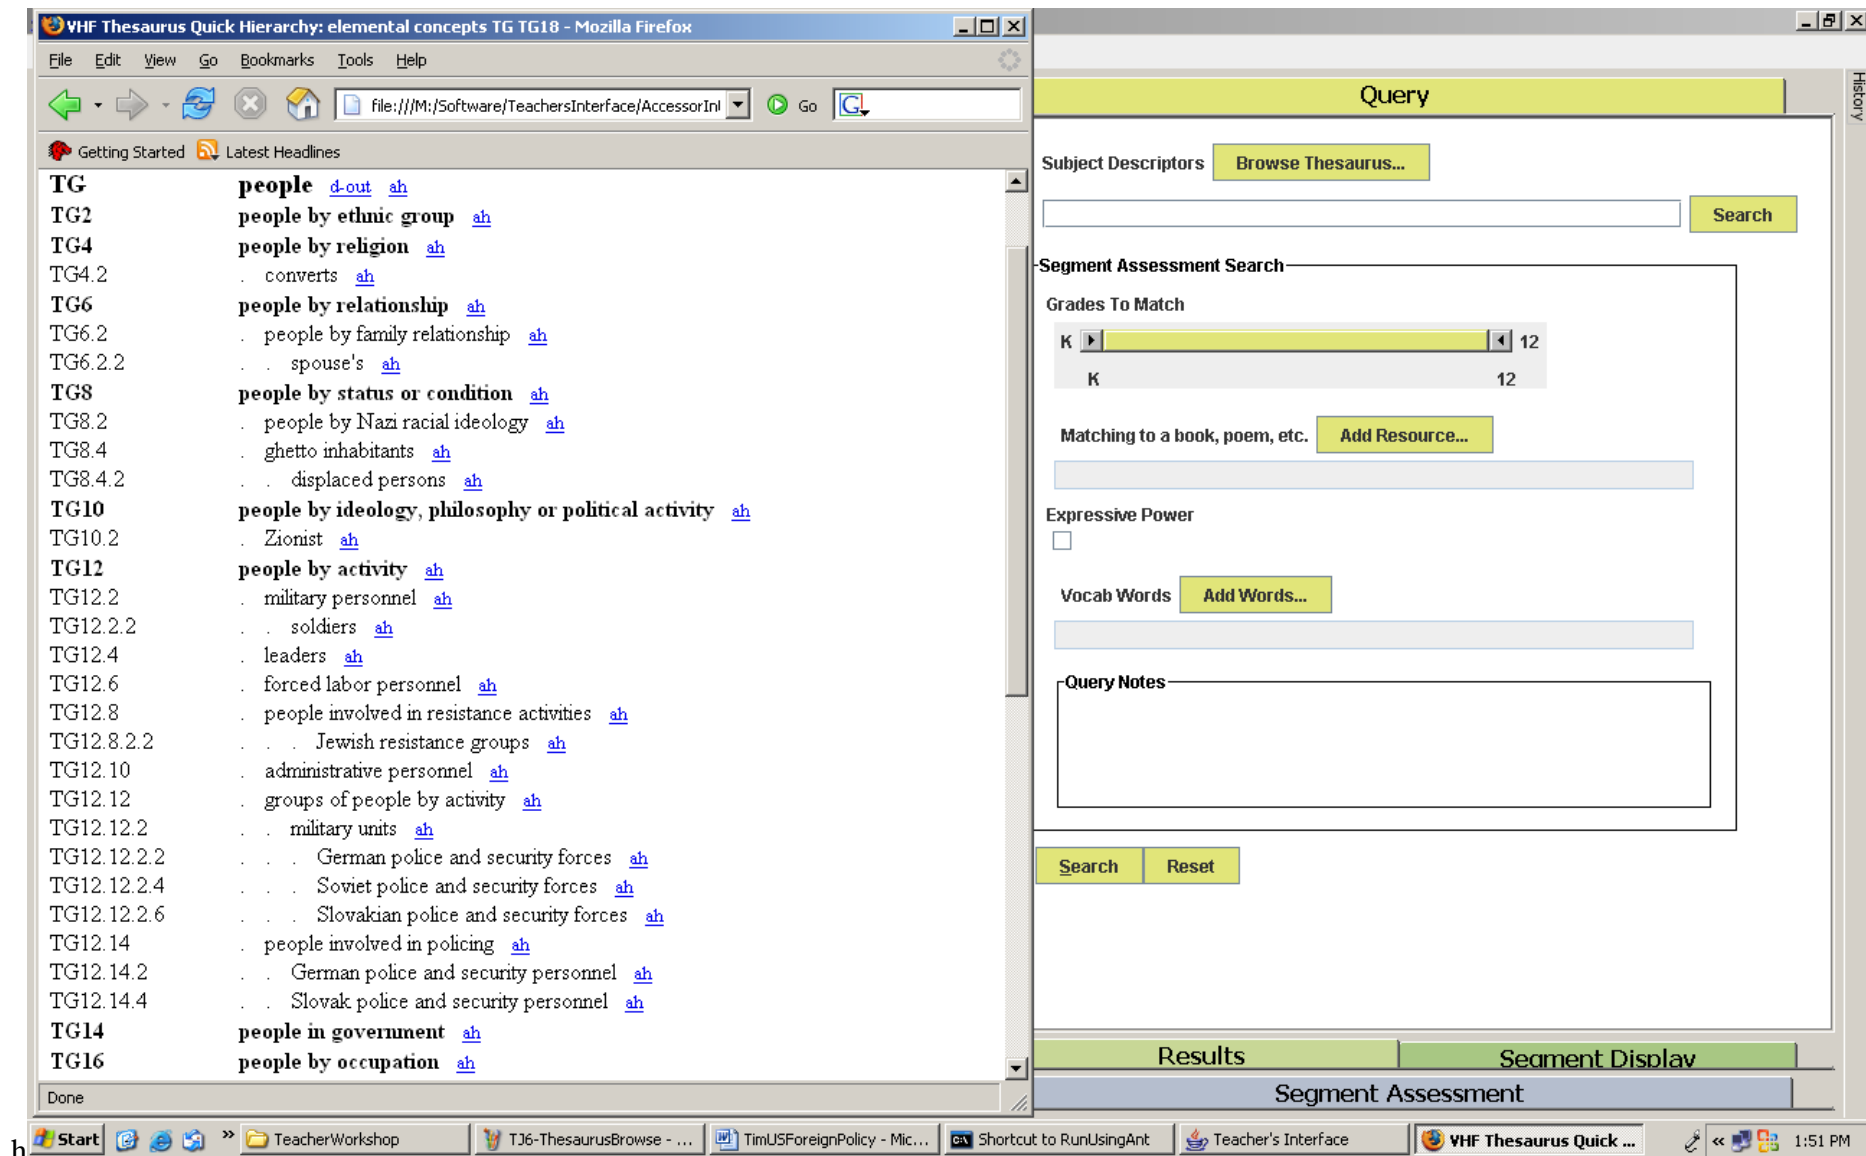 VHF Thesaurus Quick Hierarchy: elemental concepts TG TG18 - Mozilla Firefox
File Edit View Go Bookmarks Tools Help
file:///M:/Software/TeachersInterface/AccessorInt Go G
Getting Started Latest Headlines
TG people d-out ah
TG2 people by ethnic group ah
TG4 people by religion ah
TG4.2 . converts ah
TG6 people by relationship ah
TG6.2 . people by family relationship ah
TG6.2.2 . . spouse's ah
TG8 people by status or condition ah
TG8.2 . people by Nazi racial ideology ah
TG8.4 . ghetto inhabitants ah
TG8.4.2 . . displaced persons ah
TG10 people by ideology, philosophy or political activity ah
TG10.2 . Zionist ah
TG12 people by activity ah
TG12.2 . military personnel ah
TG12.2.2 . . soldiers ah
TG12.4 . leaders ah
TG12.6 . forced labor personnel ah
TG12.8 . people involved in resistance activities ah
TG12.8.2.2 . . . Jewish resistance groups ah
TG12.10 . administrative personnel ah
TG12.12 . groups of people by activity ah
TG12.12.2 . . military units ah
TG12.12.2.2 . . . German police and security forces ah
TG12.12.2.4 . . . Soviet police and security forces ah
TG12.12.2.6 . . . Slovakian police and security forces ah
TG12.14 . people involved in policing ah
TG12.14.2 . . German police and security personnel ah
TG12.14.4 . . Slovak police and security personnel ah
TG14 people in government ah
TG16 people by occupation ah
Done
Query
History
Subject Descriptors Browse Thesaurus...
Search
Segment Assessment Search
Grades To Match
K 12
K 12
Matching to a book, poem, etc. Add Resource...
Expressive Power
Vocab Words Add Words...
Query Notes
Search Reset
Results Segment Display
Segment Assessment
h
Start » TeacherWorkshop TJ6-ThesaurusBrowse - ... TimUSForeignPolicy - Mic... Shortcut to RunUsingAnt Teacher's Interface VHF Thesaurus Quick ... « 1:51 PM